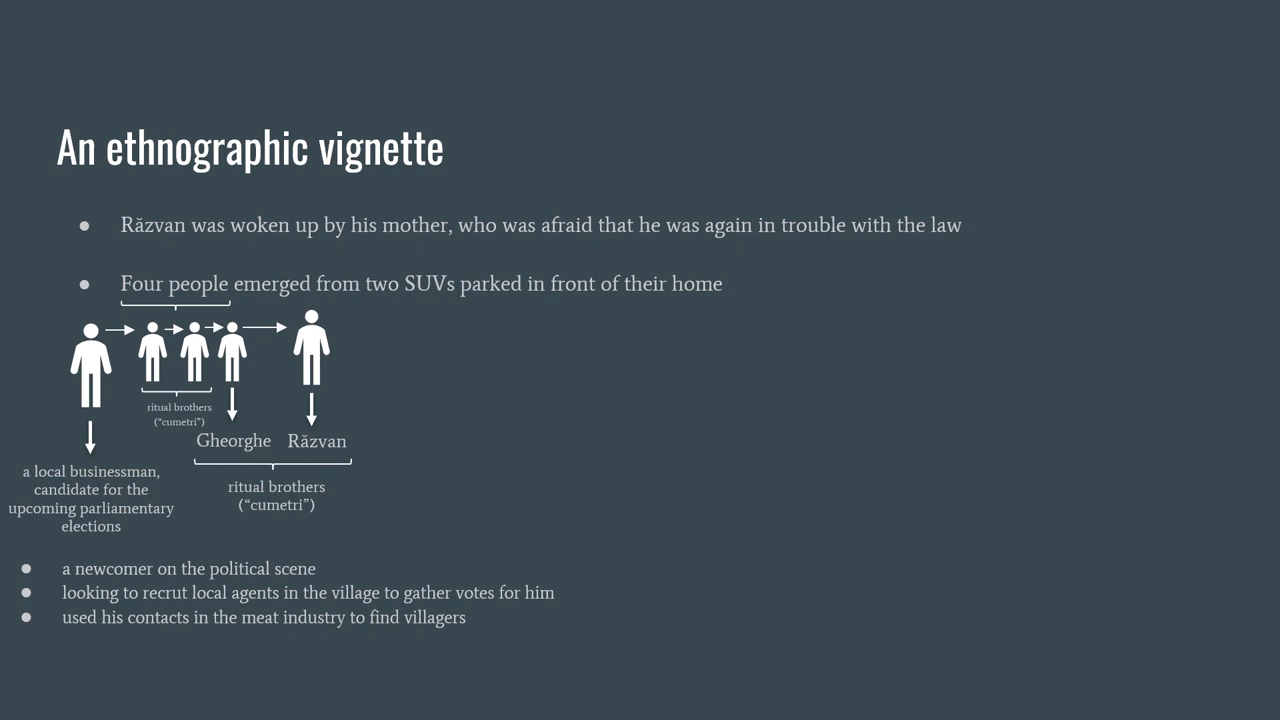 An ethnographic vignette
● Răzvan was woken up by his mother, who was afraid that he was again in trouble with the law
● Four people emerged from two SUVs parked in front of their home
ritual brothers
(“cumetri”)
Gheorghe
Răzvan
a local businessman,
candidate for the
upcoming parliamentary
elections
ritual brothers
(“cumetri”)
● a newcomer on the political scene
● looking to recrut local agents in the village to gather votes for him
● used his contacts in the meat industry to find villagers